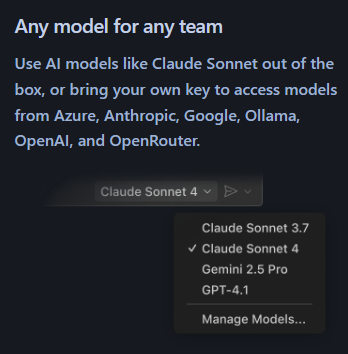 Any model for any team
Use AI models like Claude Sonnet out of the
box, or bring your own key to access models
from Azure, Anthropic, Google, Ollama,
OpenAI, and OpenRouter.
Claude Sonnet 4
Claude Sonnet 3.7
Claude Sonnet 4
Gemini 2.5 Pro
GPT-4.1
Manage Models...